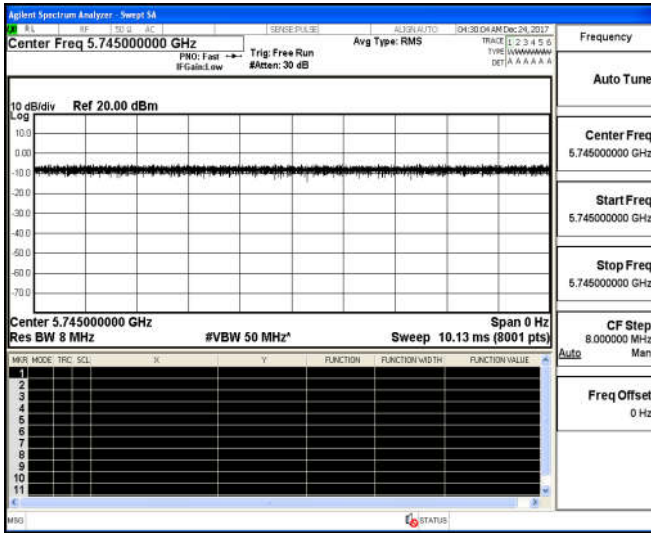 Agilent Spectrum Analyzer - Swept SA
RL RF 50 Ω AC SENSE:PULSE ALIGN AUTO 04:30:04 AM Dec 24, 2017
Center Freq 5.745000000 GHz
PNO: Fast
IFGain:Low
Trig: Free Run
#Atten: 30 dB
Avg Type: RMS
TRACE 1 2 3 4 5 6
TYPE WWWWWW
DET A A A A A A
10 dB/div Ref 20.00 dBm
Log
10.0
0.00
-10.0
-20.0
-30.0
-40.0
-50.0
-60.0
-70.0
Center 5.745000000 GHz Span 0 Hz
Res BW 8 MHz #VBW 50 MHz* Sweep 10.13 ms (8001 pts)
MKR MODE TRC SCL X Y FUNCTION FUNCTION WIDTH FUNCTION VALUE
1
2
3
4
5
6
7
8
9
10
11
MSG STATUS
Frequency
Auto Tune
Center Freq
5.745000000 GHz
Start Freq
5.745000000 GHz
Stop Freq
5.745000000 GHz
CF Step
8.000000 MHz
Auto Man
Freq Offset
0 Hz